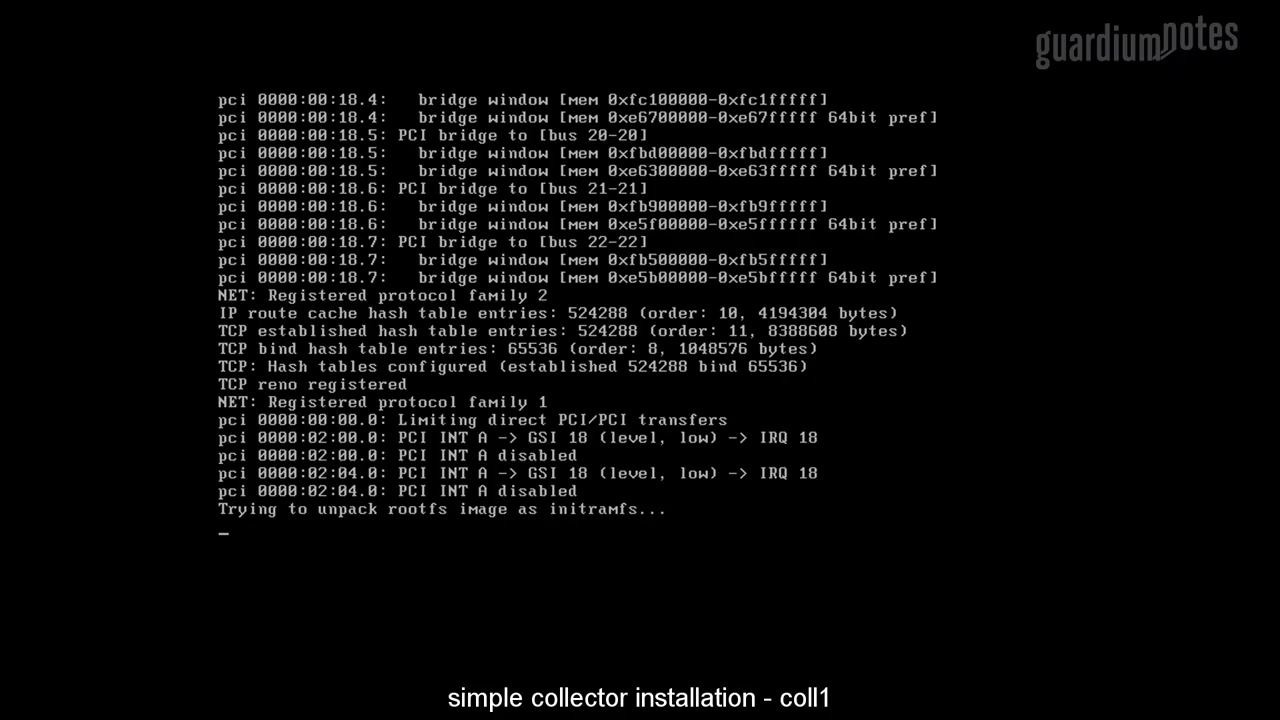 guardiumnotes
pci 0000:00:18.4:   bridge window [mem 0xfc100000-0xfc1fffff]
pci 0000:00:18.4:   bridge window [mem 0xe6700000-0xe67fffff 64bit pref]
pci 0000:00:18.5: PCI bridge to [bus 20-20]
pci 0000:00:18.5:   bridge window [mem 0xfbd00000-0xfbdfffff]
pci 0000:00:18.5:   bridge window [mem 0xe6300000-0xe63fffff 64bit pref]
pci 0000:00:18.6: PCI bridge to [bus 21-21]
pci 0000:00:18.6:   bridge window [mem 0xfb900000-0xfb9fffff]
pci 0000:00:18.6:   bridge window [mem 0xe5f00000-0xe5ffffff 64bit pref]
pci 0000:00:18.7: PCI bridge to [bus 22-22]
pci 0000:00:18.7:   bridge window [mem 0xfb500000-0xfb5fffff]
pci 0000:00:18.7:   bridge window [mem 0xe5b00000-0xe5bfffff 64bit pref]
NET: Registered protocol family 2
IP route cache hash table entries: 524288 (order: 10, 4194304 bytes)
TCP established hash table entries: 524288 (order: 11, 8388608 bytes)
TCP bind hash table entries: 65536 (order: 8, 1048576 bytes)
TCP: Hash tables configured (established 524288 bind 65536)
TCP reno registered
NET: Registered protocol family 1
pci 0000:00:00.0: Limiting direct PCI/PCI transfers
pci 0000:02:00.0: PCI INT A -> GSI 18 (level, low) -> IRQ 18
pci 0000:02:00.0: PCI INT A disabled
pci 0000:02:04.0: PCI INT A -> GSI 18 (level, low) -> IRQ 18
pci 0000:02:04.0: PCI INT A disabled
Trying to unpack rootfs image as initramfs...
_
simple collector installation - coll1